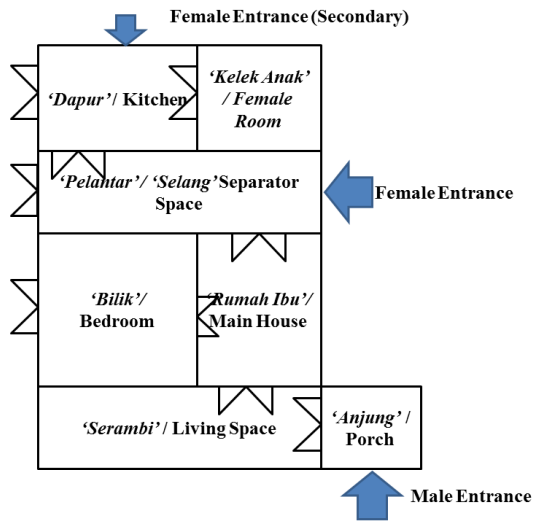 Female Entrance (Secondary)
‘Dapur’ / Kitchen
‘Kelek Anak’
/ Female
Room
‘Pelantar’ / ‘Selang’ Separator
Space
Female Entrance
‘Bilik’/
Bedroom
‘Rumah Ibu’/
Main House
‘Serambi’ / Living Space
‘Anjung’ /
Porch
Male Entrance